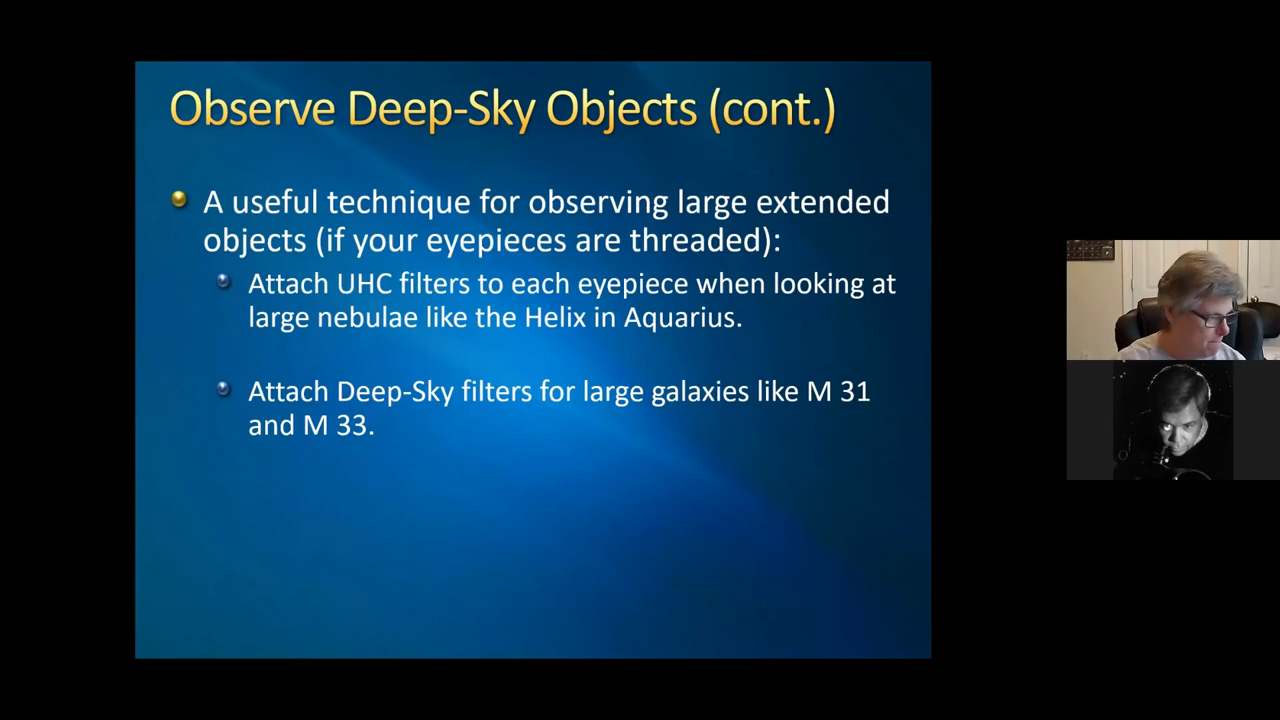 Observe Deep-Sky Objects (cont.)
A useful technique for observing large extended
objects (if your eyepieces are threaded):
Attach UHC filters to each eyepiece when looking at
large nebulae like the Helix in Aquarius.
Attach Deep-Sky filters for large galaxies like M 31
and M 33.